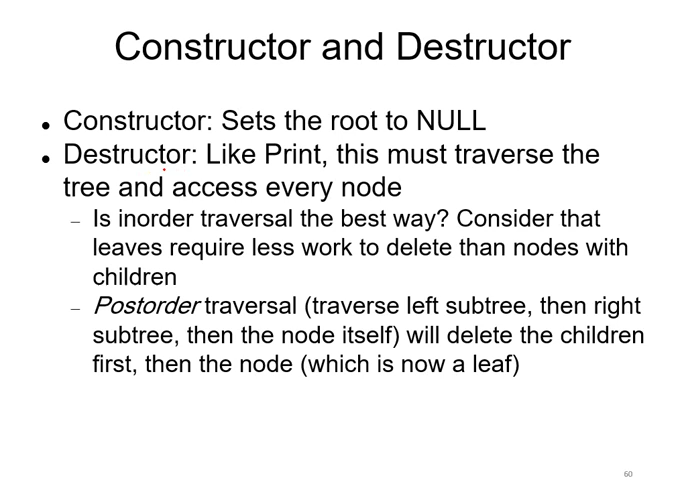 Constructor and Destructor
● Constructor: Sets the root to NULL
● Destructor: Like Print, this must traverse the
tree and access every node
– Is inorder traversal the best way? Consider that
leaves require less work to delete than nodes with
children
– Postorder traversal (traverse left subtree, then right
subtree, then the node itself) will delete the children
first, then the node (which is now a leaf)
60